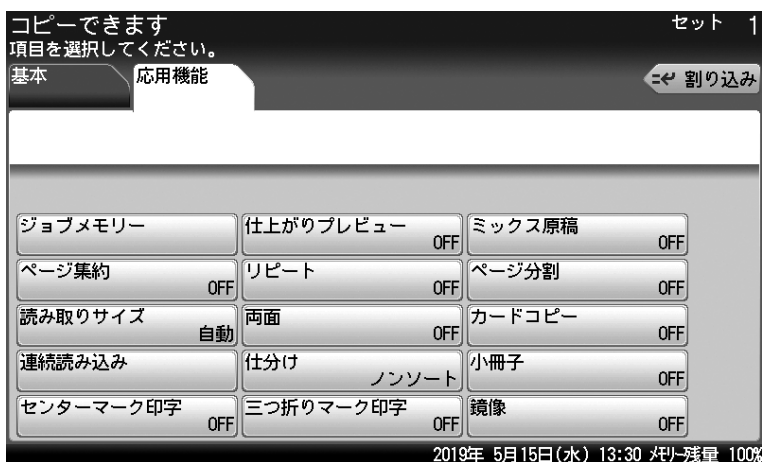 コピーできます
セット 1
項目を選択してください。
基本
応用機能
割り込み
ジョブメモリー
仕上がりプレビュー
OFF
ミックス原稿
OFF
ページ集約
OFF
リピート
OFF
ページ分割
OFF
読み取りサイズ
自動
両面
OFF
カードコピー
OFF
連続読み込み
仕分け
ノンソート
小冊子
OFF
センターマーク印字
OFF
三つ折りマーク印字
OFF
鏡像
OFF
2019年 5月15日(水) 13:30 ﾒﾓﾘｰ残量 100%